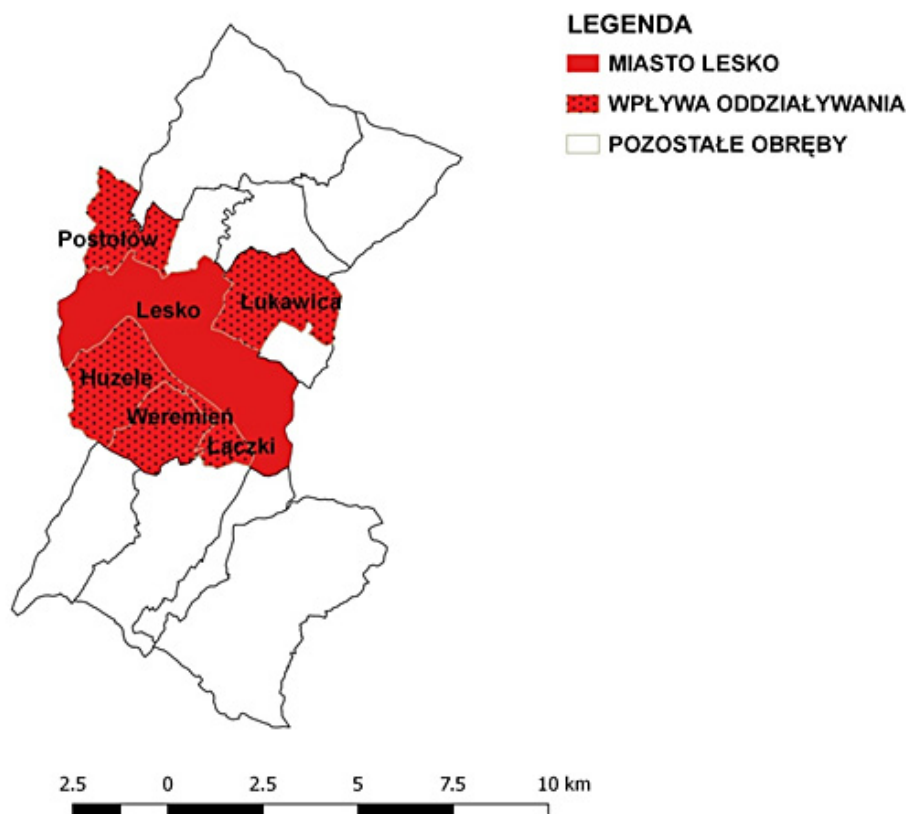 LEGENDA
MIASTO LESKO
WPŁYWA ODDZIAŁYWANIA
POZOSTAŁE OBRĘBY
Postołów
Lesko
Łukawica
Huzele
Weremień
Łączki
2.5 0 2.5 5 7.5 10 km